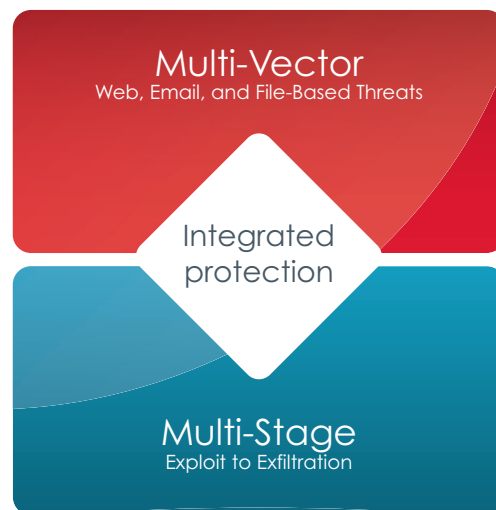 Multi-Vector
Web, Email, and File-Based Threats
Integrated
protection
Multi-Stage
Exploit to Exfiltration